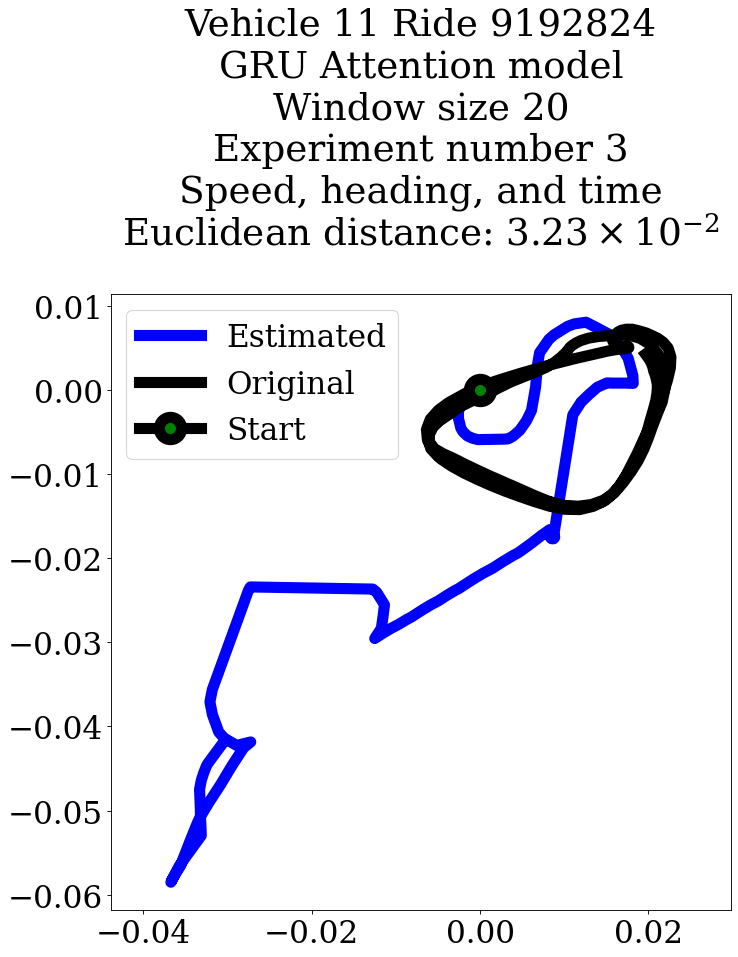 Vehicle 11 Ride 9192824
GRU Attention model
Window size 20
Experiment number 3
Speed, heading, and time
Euclidean distance: 3.23 × 10⁻²
Estimated
Original
Start
0.01
0.00
−0.01
−0.02
−0.03
−0.04
−0.05
−0.06
−0.04 −0.02 0.00 0.02